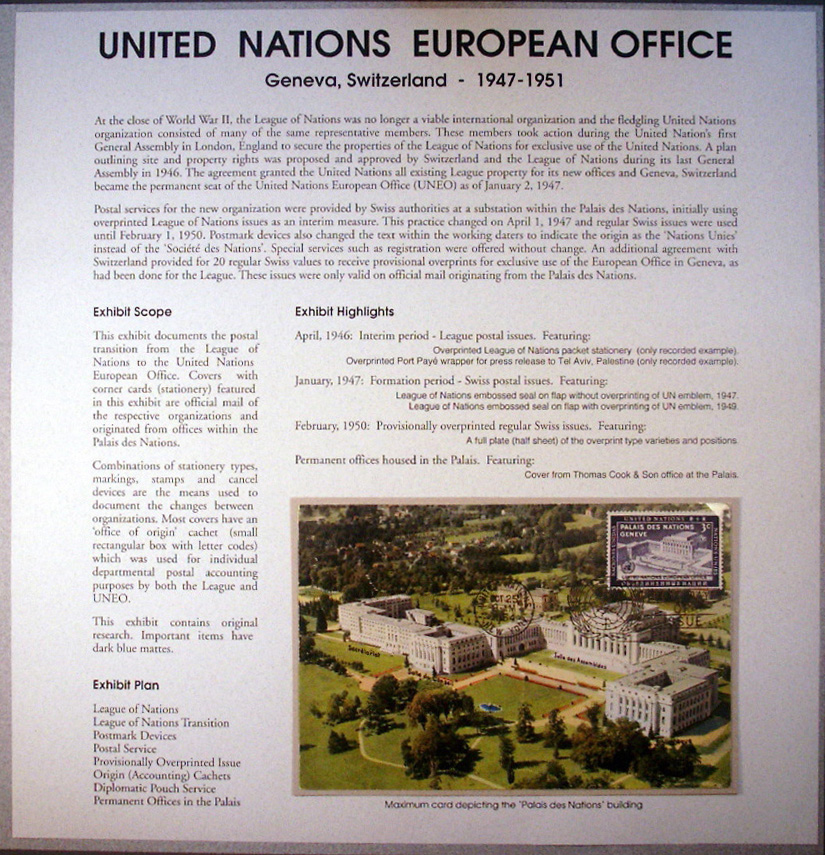 UNITED NATIONS EUROPEAN OFFICE
Geneva, Switzerland - 1947-1951
At the close of World War II, the League of Nations was no longer a viable international organization and the fledgling United Nations
organization consisted of many of the same representative members. These members took action during the United Nation's first
General Assembly in London, England to secure the properties of the League of Nations for exclusive use of the United Nations. A plan
outlining site and property rights was proposed and approved by Switzerland and the League of Nations during its last General
Assembly in 1946. The agreement granted the United Nations all existing League property for its new offices and Geneva, Switzerland
became the permanent seat of the United Nations European Office (UNEO) as of January 2, 1947.
Postal services for the new organization were provided by Swiss authorities at a substation within the Palais des Nations, initially using
overprinted League of Nations issues as an interim measure. This practice changed on April 1, 1947 and regular Swiss issues were used
until February 1, 1950. Postmark devices also changed the text within the working daters to indicate the origin as the 'Nations Unies'
instead of the 'Société des Nations'. Special services such as registration were offered without change. An additional agreement with
Switzerland provided for 20 regular Swiss values to receive provisional overprints for exclusive use of the European Office in Geneva, as
had been done for the League. These issues were only valid on official mail originating from the Palais des Nations.
Exhibit Scope
This exhibit documents the postal
transition from the League of
Nations to the United Nations
European Office. Covers with
corner cards (stationery) featured
in this exhibit are official mail of
the respective organizations and
originated from offices within the
Palais des Nations.
Combinations of stationery types,
markings, stamps and cancel
devices are the means used to
document the changes between
organizations. Most covers have an
'office of origin' cachet (small
rectangular box with letter codes)
which was used for individual
departmental postal accounting
purposes by both the League and
UNEO.
This exhibit contains original
research. Important items have
dark blue mattes.
Exhibit Plan
League of Nations
League of Nations Transition
Postmark Devices
Postal Service
Provisionally Overprinted Issue
Origin (Accounting) Cachets
Diplomatic Pouch Service
Permanent Offices in the Palais
Exhibit Highlights
April, 1946: Interim period - League postal issues. Featuring:
Overprinted League of Nations packet stationery (only recorded example).
Overprinted Port Payé wrapper for press release to Tel Aviv, Palestine (only recorded example).
January, 1947: Formation period - Swiss postal issues. Featuring:
League of Nations embossed seal on flap without overprinting of UN emblem, 1947.
League of Nations embossed seal on flap with overprinting of UN emblem, 1949.
February, 1950: Provisionally overprinted regular Swiss issues. Featuring:
A full plate (half sheet) of the overprint type varieties and positions.
Permanent offices housed in the Palais. Featuring:
Cover from Thomas Cook & Son office at the Palais.
UNITED NATIONS
PALAIS DES NATIONS 3c
GENEVE
OCT 25
ISSUE
Secrétariat
Salle des Assemblées
Maximum card depicting the 'Palais des Nations' building